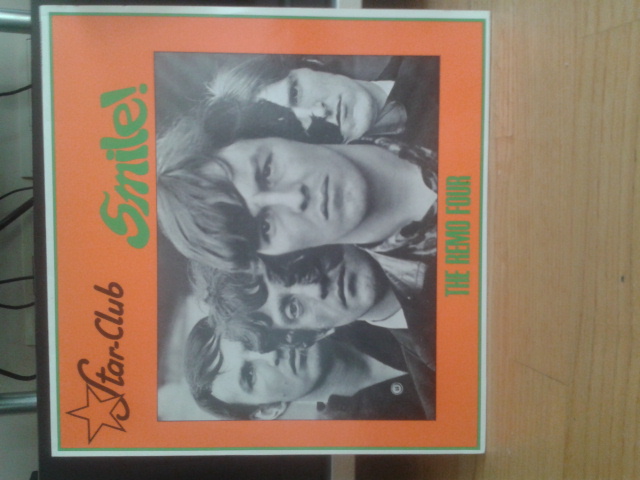 Star-Club
Smile!
THE REMO FOUR